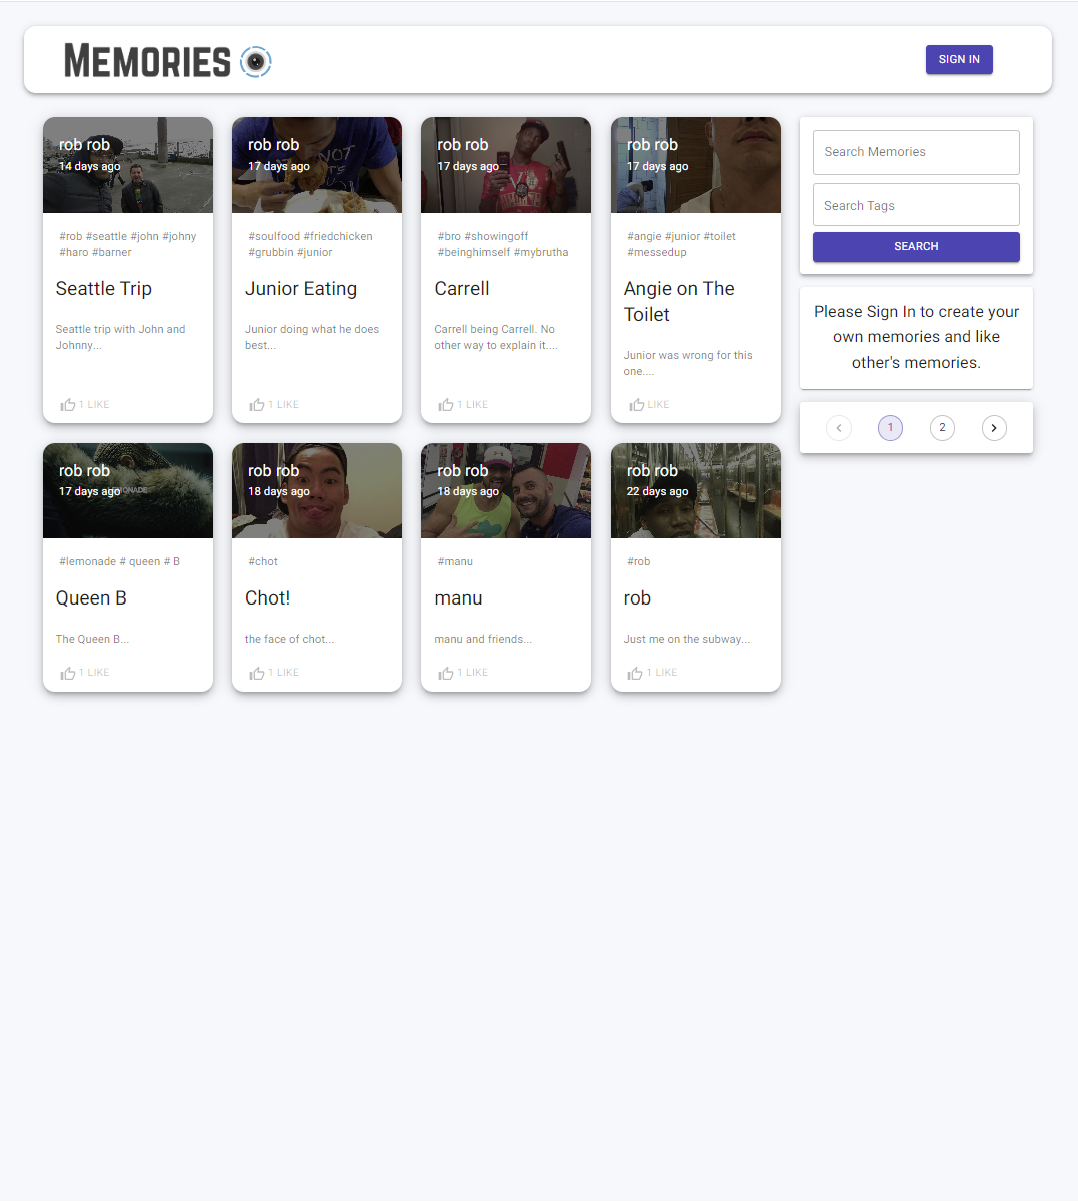 MEMORIES
SIGN IN
rob rob
14 days ago
#rob #seattle #john #johny
#haro #barner
Seattle Trip
Seattle trip with John and
Johnny...
1 LIKE
rob rob
17 days ago
#soulfood #friedchicken
#grubbin #junior
Junior Eating
Junior doing what he does
best...
1 LIKE
rob rob
17 days ago
#bro #showingoff
#beinghimself #mybrutha
Carrell
Carrell being Carrell. No
other way to explain it....
1 LIKE
rob rob
17 days ago
#angie #junior #toilet
#messedup
Angie on The
Toilet
Junior was wrong for this
one....
LIKE
rob rob
17 days ago
#lemonade # queen # B
Queen B
The Queen B...
1 LIKE
rob rob
18 days ago
#chot
Chot!
the face of chot...
1 LIKE
rob rob
18 days ago
#manu
manu
manu and friends...
1 LIKE
rob rob
22 days ago
#rob
rob
Just me on the subway...
1 LIKE
Search Memories
Search Tags
SEARCH
Please Sign In to create your
own memories and like
other's memories.
1 2